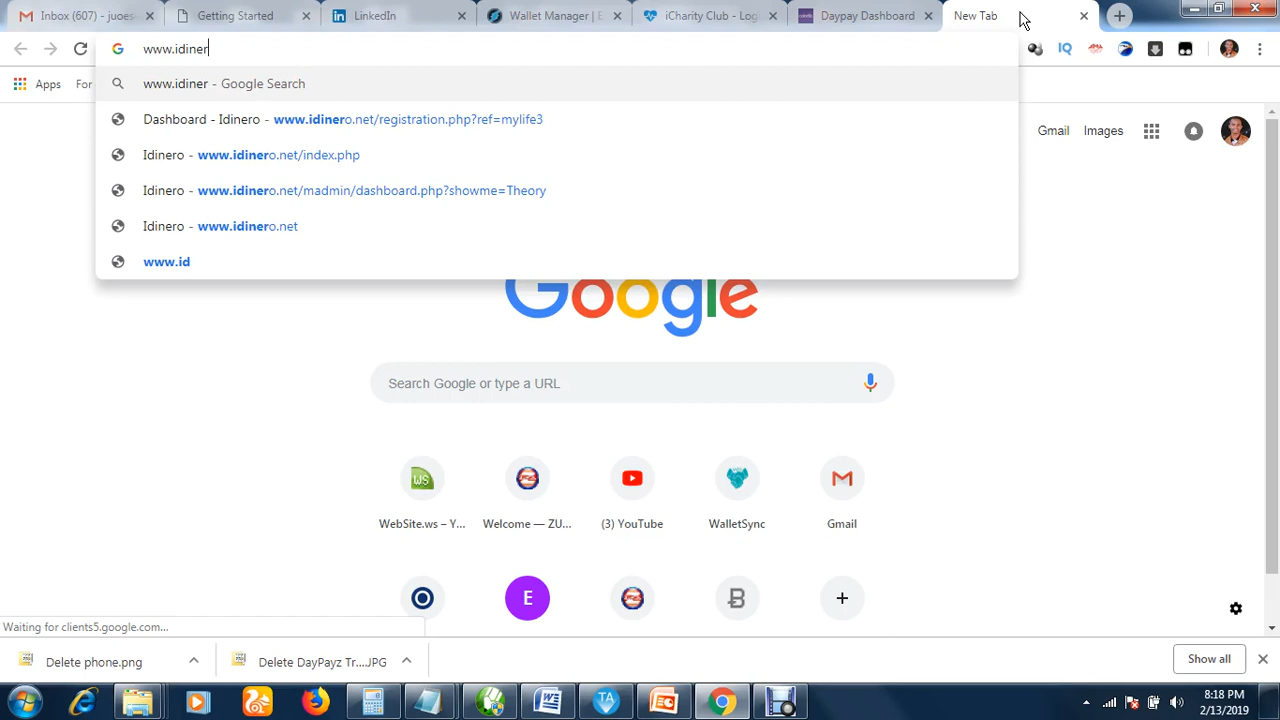 Inbox (607) - juoes
Getting Started
LinkedIn
WalletManager | E
iCharity Club - Log
Daypay Dashboard
New Tab
www.idiner
Apps
For
www.idiner - Google Search
Dashboard - Idinero - www.idinero.net/registration.php?ref=mylife3
Idinero - www.idinero.net/index.php
Idinero - www.idinero.net/madmin/dashboard.php?showme=Theory
Idinero - www.idinero.net
www.id
Gmail
Images
Google
Search Google or type a URL
WebSite.ws – Y...
Welcome — ZU...
(3) YouTube
WalletSync
Gmail
E
Waiting for clients5.google.com...
Delete phone.png
Delete DayPayz Tr....JPG
Show all
8:18 PM
2/13/2019